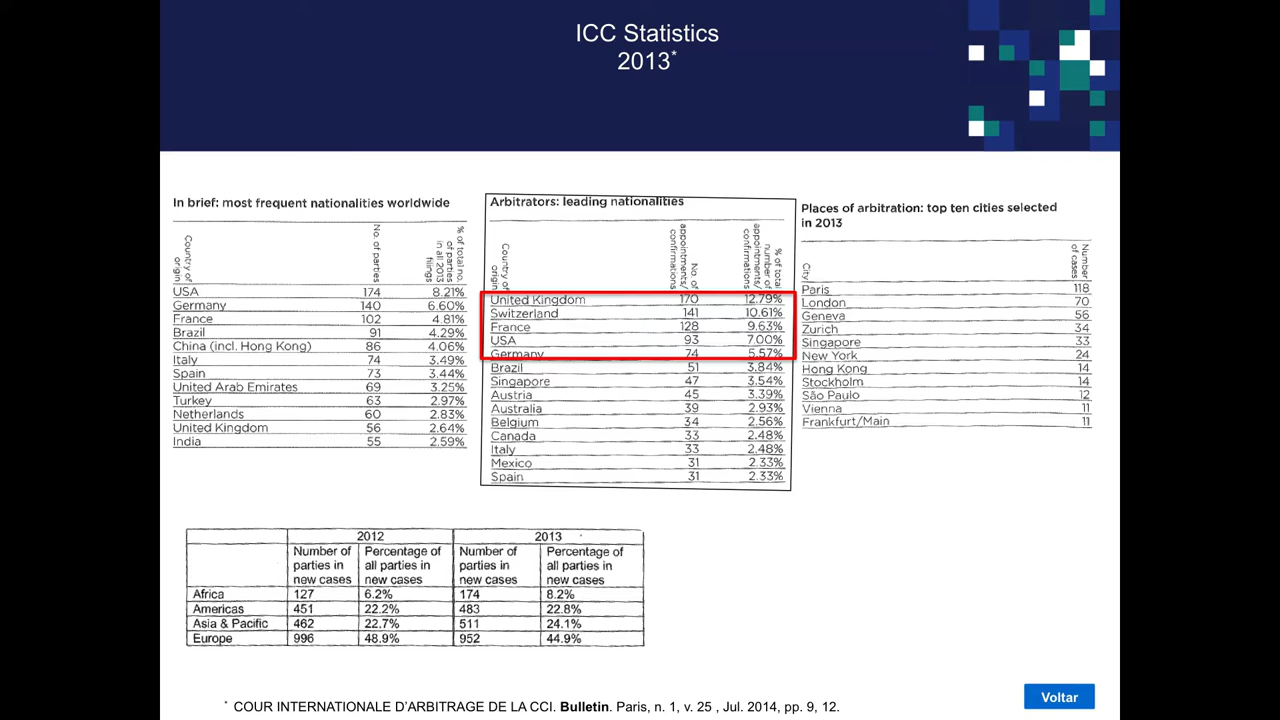 ICC Statistics
2013*
In brief: most frequent nationalities worldwide
Country of origin No. of parties % of total no. of parties in all 2013 filings
USA 174 8.21%
Germany 140 6.60%
France 102 4.81%
Brazil 91 4.29%
China (incl. Hong Kong) 86 4.06%
Italy 74 3.49%
Spain 73 3.44%
United Arab Emirates 69 3.25%
Turkey 63 2.97%
Netherlands 60 2.83%
United Kingdom 56 2.64%
India 55 2.59%
Arbitrators: leading nationalities
Country of origin No. of appointments/confirmations % of total number of appointments/confirmations
United Kingdom 170 12.79%
Switzerland 141 10.61%
France 128 9.63%
USA 93 7.00%
Germany 74 5.57%
Brazil 51 3.84%
Singapore 47 3.54%
Austria 45 3.39%
Australia 39 2.93%
Belgium 34 2.56%
Canada 33 2.48%
Italy 33 2.48%
Mexico 31 2.33%
Spain 31 2.33%
Places of arbitration: top ten cities selected
in 2013
City Number of cases
Paris 118
London 70
Geneva 56
Zurich 34
Singapore 33
New York 24
Hong Kong 14
Stockholm 14
São Paulo 12
Vienna 11
Frankfurt/Main 11
2012 2013
Number of Percentage of Number of Percentage of
parties in all parties in parties in all parties in
new cases new cases new cases new cases
Africa 127 6.2% 174 8.2%
Americas 451 22.2% 483 22.8%
Asia & Pacific 462 22.7% 511 24.1%
Europe 996 48.9% 952 44.9%
Voltar
* COUR INTERNATIONALE D'ARBITRAGE DE LA CCI. Bulletin. Paris, n. 1, v. 25 , Jul. 2014, pp. 9, 12.